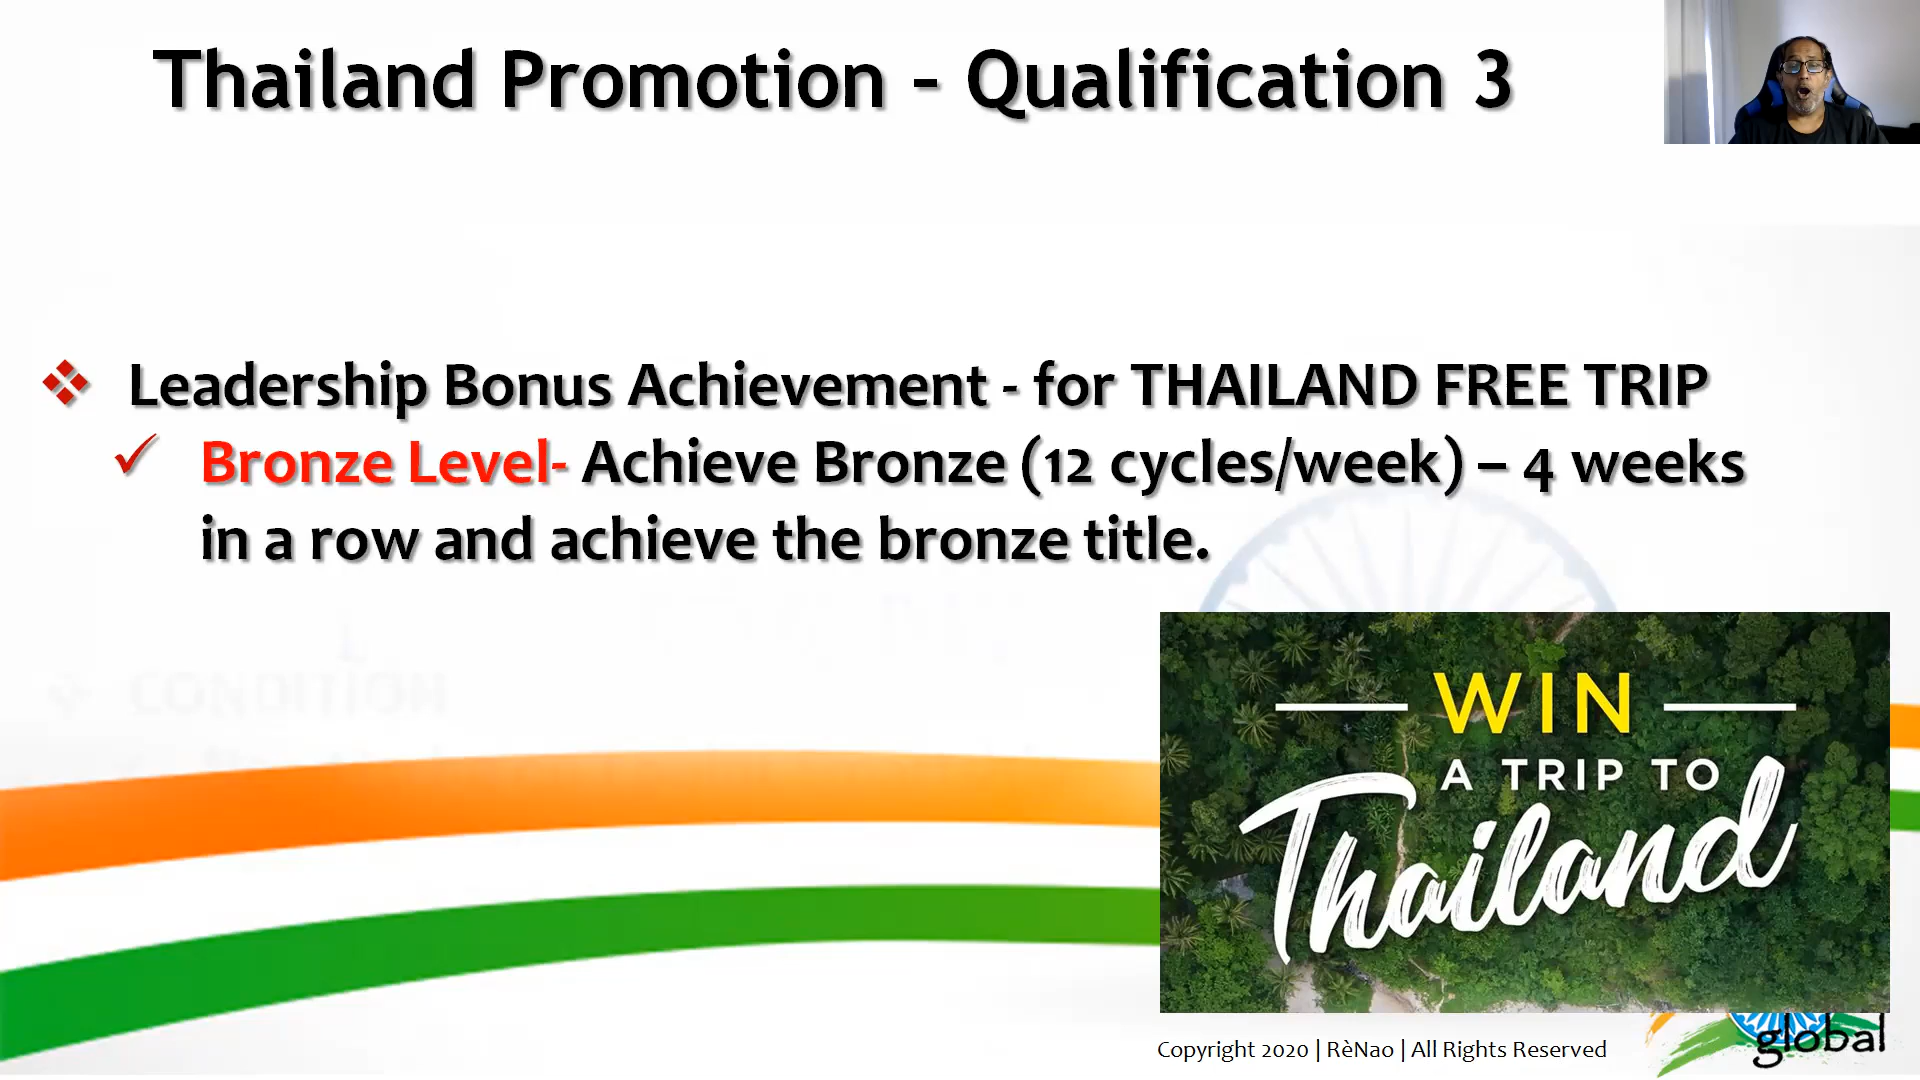 Thailand Promotion - Qualification 3
Leadership Bonus Achievement - for THAILAND FREE TRIP
Bronze Level- Achieve Bronze (12 cycles/week) – 4 weeks
in a row and achieve the bronze title.
CONDITION
WIN
A TRIP TO
Thailand
Copyright 2020 | RèNao | All Rights Reserved
global